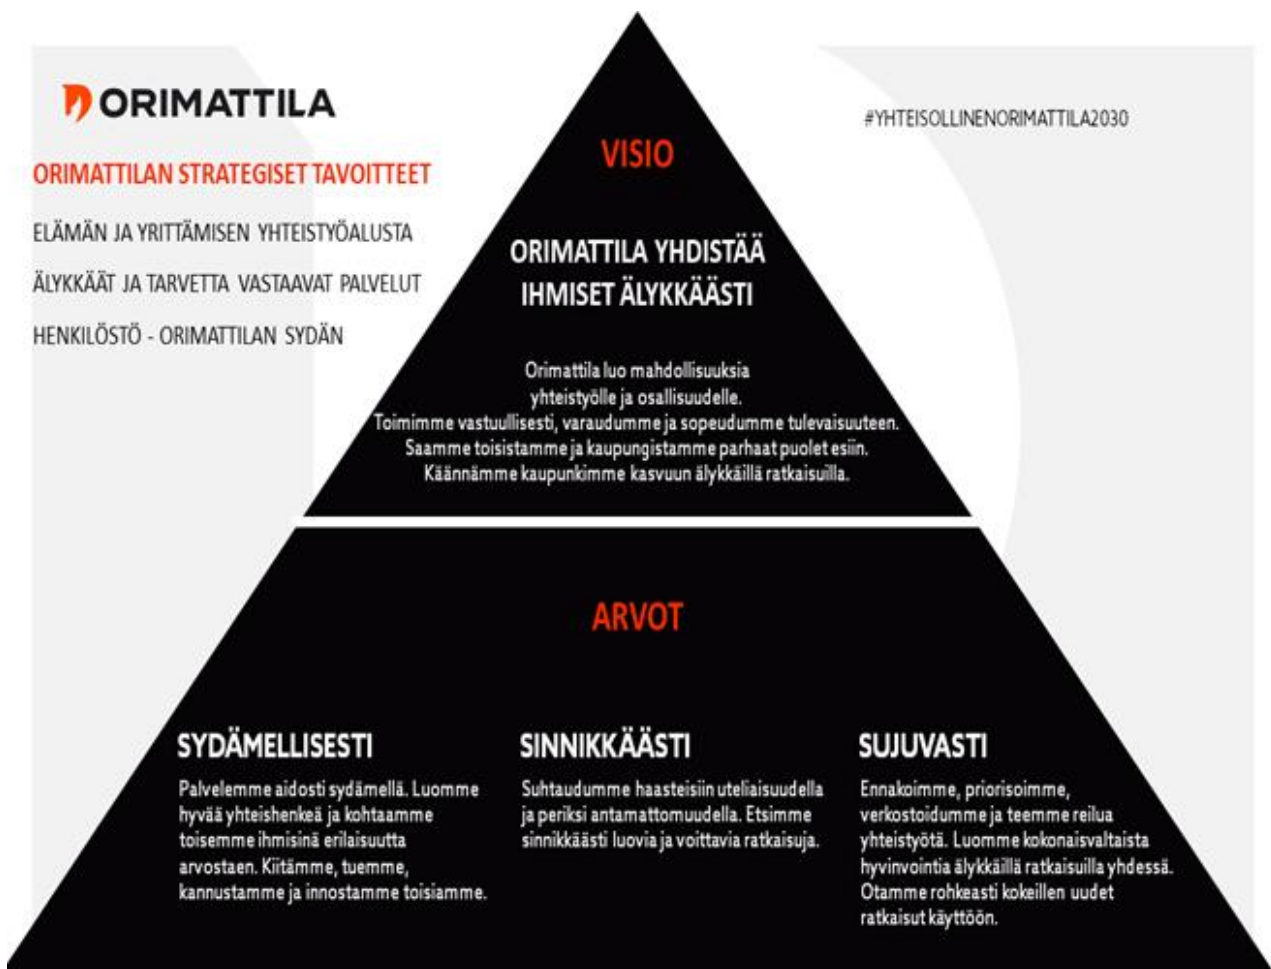 ORIMATTILA
#YHTEISOLLINENORIMATTILA2030
ORIMATTILAN STRATEGISET TAVOITTEET
ELÄMÄN JA YRITTÄMISEN YHTEISTYÖALUSTA
ÄLYKKÄÄT JA TARVETTA VASTAAVAT PALVELUT
HENKILÖSTÖ - ORIMATTILAN SYDÄN
VISIO
ORIMATTILA YHDISTÄÄ
IHMISET ÄLYKKÄÄSTI
Orimattila luo mahdollisuuksia
yhteistyölle ja osallisuudelle.
Toimimme vastuullisesti, varaudumme ja sopeudumme tulevaisuuteen.
Saamme toisistamme ja kaupungistamme parhaat puolet esiin.
Käännämme kaupunkimme kasvuun älykkäillä ratkaisuilla.
ARVOT
SYDÄMELLISESTI
Palvelemme aidosti sydämellä. Luomme
hyvää yhteishenkeä ja kohtaamme
toisemme ihmisinä erilaisuutta
arvostaen. Kiitämme, tuemme,
kannustamme ja innostamme toisiamme.
SINNIKKÄÄSTI
Suhtaudumme haasteisiin uteliaisuudella
ja periksi antamattomuudella. Etsimme
sinnikkäästi luovia ja voittavia ratkaisuja.
SUJUVASTI
Ennakoimme, priorisoimme,
verkostoidumme ja teemme reilua
yhteistyötä. Luomme kokonaisvaltaista
hyvinvointia älykkäillä ratkaisuilla yhdessä.
Otamme rohkeasti kokeillen uudet
ratkaisut käyttöön.